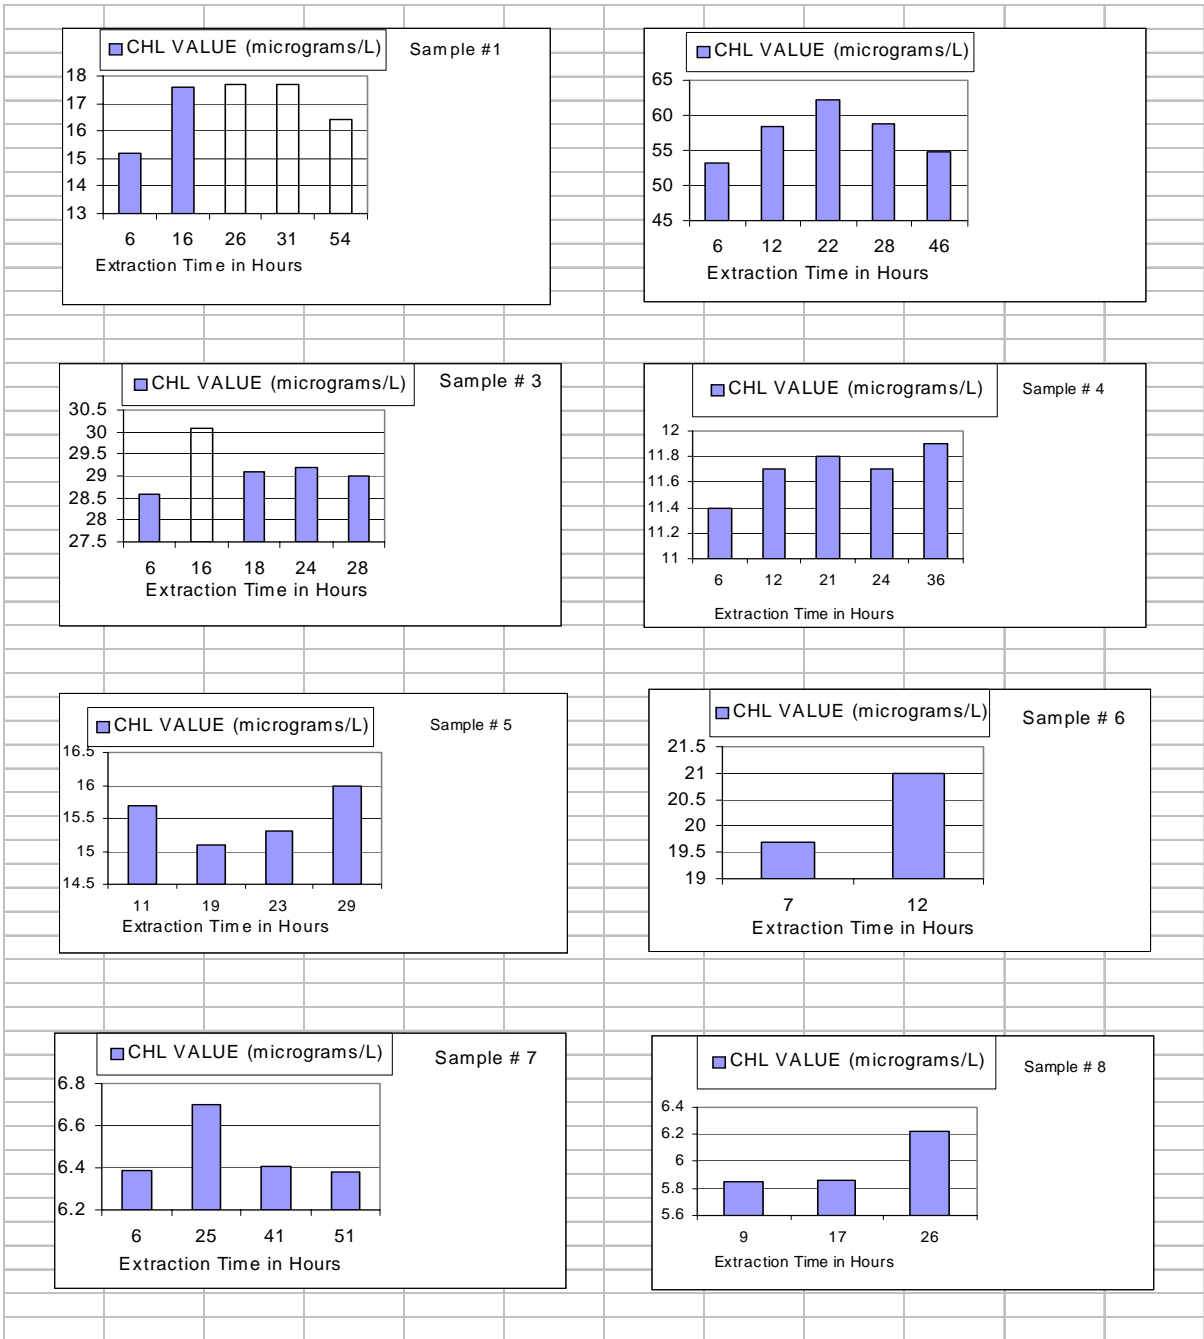 CHL VALUE (micrograms/L)
Sample #1
18
17
16
15
14
13
6 16 26 31 54
Extraction Time in Hours
CHL VALUE (micrograms/L)
65
60
55
50
45
6 12 22 28 46
Extraction Time in Hours
CHL VALUE (micrograms/L)
Sample # 3
30.5
30
29.5
29
28.5
28
27.5
6 16 18 24 28
Extraction Time in Hours
CHL VALUE (micrograms/L)
Sample # 4
12
11.8
11.6
11.4
11.2
11
6 12 21 24 36
Extraction Time in Hours
CHL VALUE (micrograms/L)
Sample # 5
16.5
16
15.5
15
14.5
11 19 23 29
Extraction Time in Hours
CHL VALUE (micrograms/L)
Sample # 6
21.5
21
20.5
20
19.5
19
7 12
Extraction Time in Hours
CHL VALUE (micrograms/L)
Sample # 7
6.8
6.6
6.4
6.2
6 25 41 51
Extraction Time in Hours
CHL VALUE (micrograms/L)
Sample # 8
6.4
6.2
6
5.8
5.6
9 17 26
Extraction Time in Hours